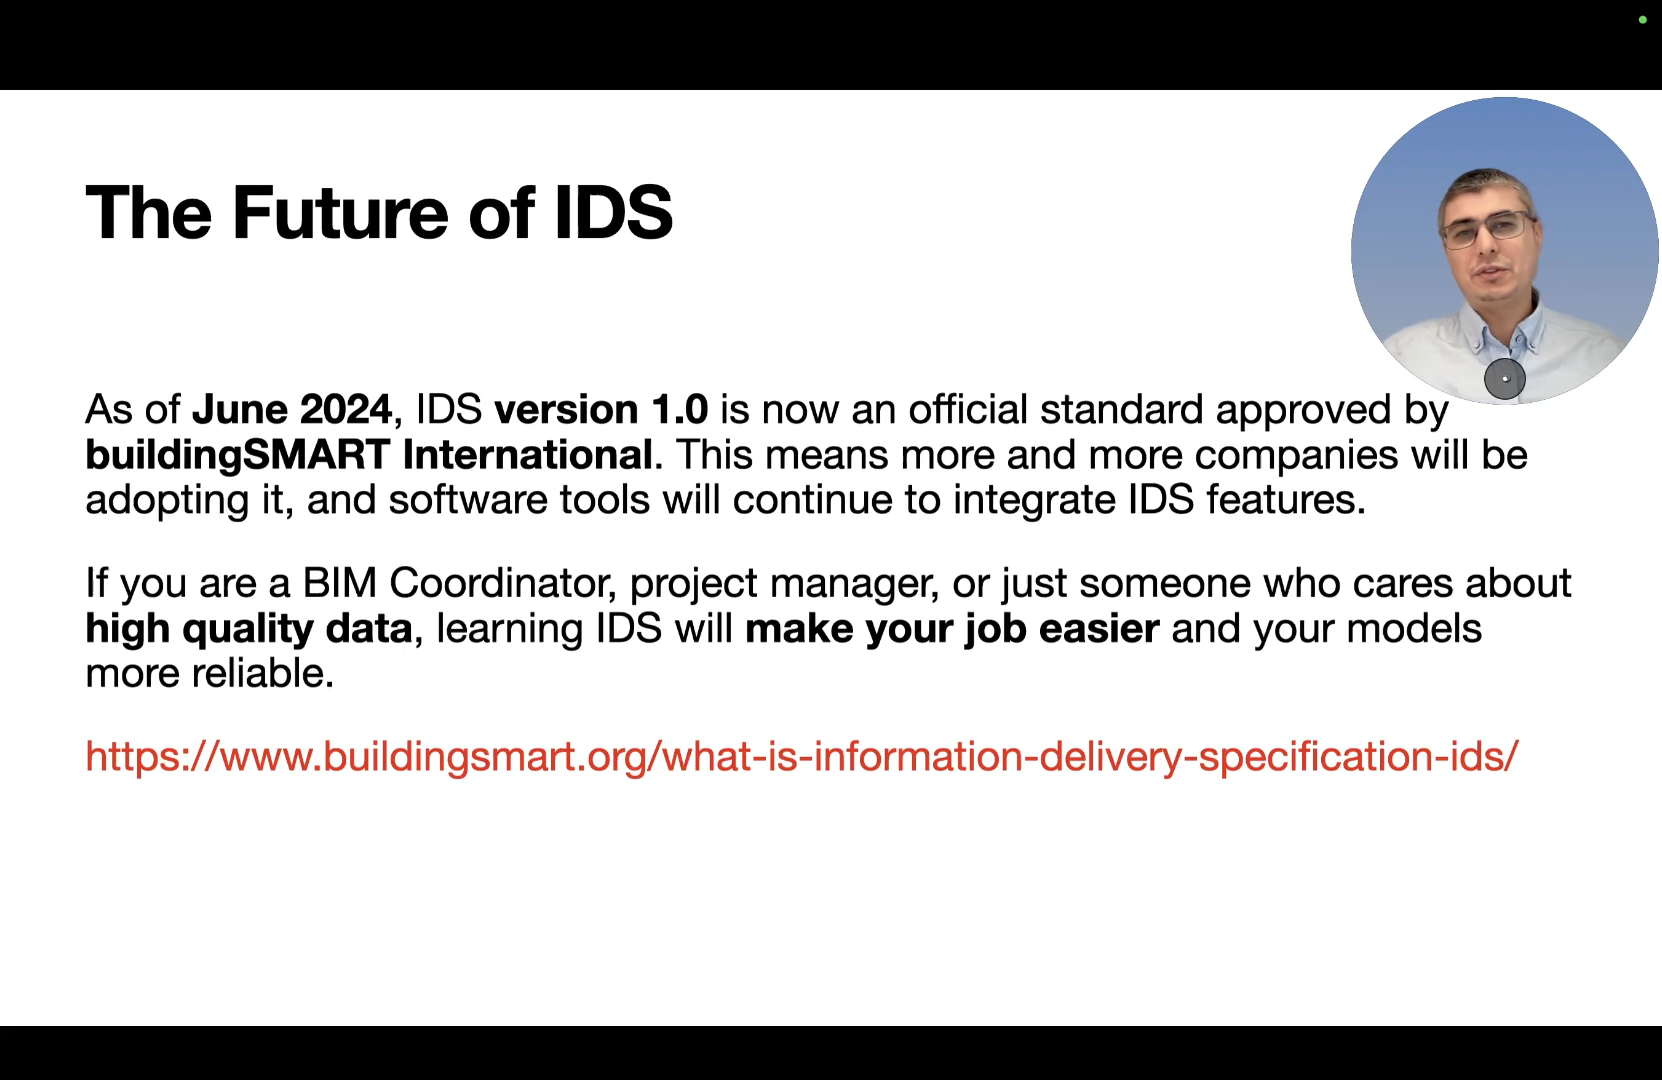 The Future of IDS
As of June 2024, IDS version 1.0 is now an official standard approved by
buildingSMART International. This means more and more companies will be
adopting it, and software tools will continue to integrate IDS features.
If you are a BIM Coordinator, project manager, or just someone who cares about
high quality data, learning IDS will make your job easier and your models
more reliable.
https://www.buildingsmart.org/what-is-information-delivery-specification-ids/